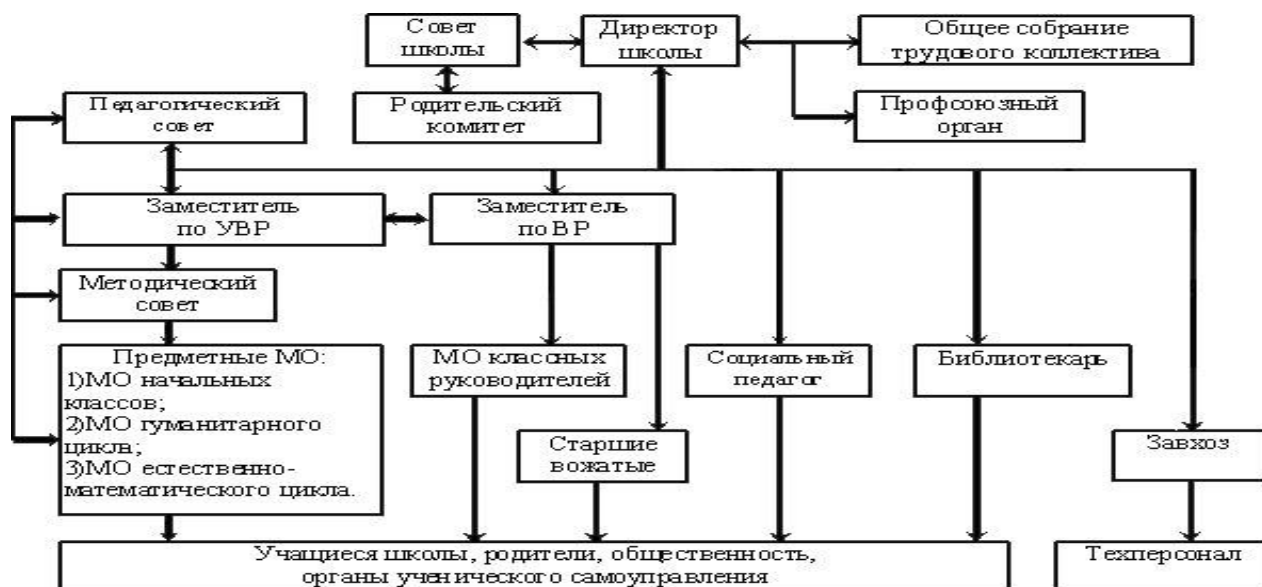 Совет
школы
Директор
школы
Общее собрание
трудового коллектива
Педагогический
совет
Родительский
комитет
Профсоюзный
орган
Заместитель
по УВР
Заместитель
по ВР
Методический
совет
Предметные МО:
1)МО начальных
классов;
2)МО гуманитарного
цикла;
3)МО естественно-
математического цикла.
МО классных
руководителей
Социальный
педагог
Библиотекарь
Старшие
вожатые
Завхоз
Учащиеся школы, родители, общественность,
органы ученического самоуправления
Техперсонал